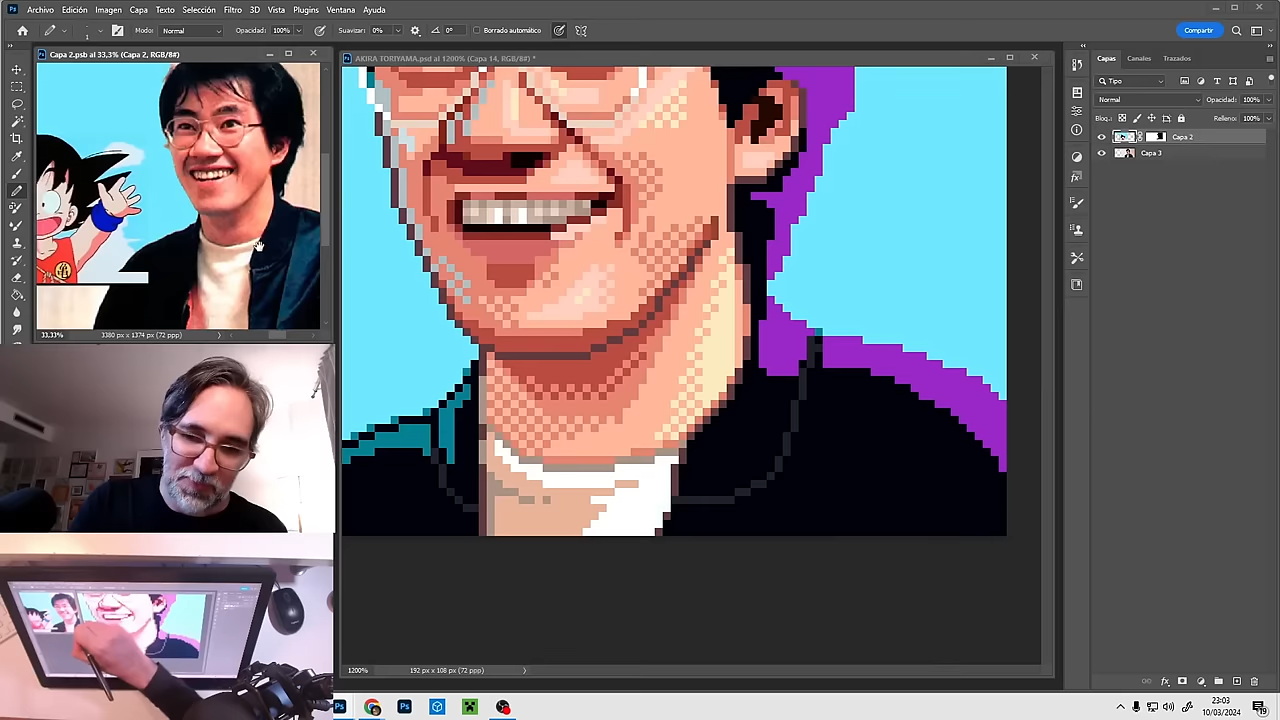 Archivo Edición Imagen Capa Texto Selección Filtro 3D Vista Plugins Ventana Ayuda
1 Modo: Normal Opacidad: 100% Suavizar: 0% 0° Borrado automático Compartir
Capa 2.psb al 33,3% (Capa 2, RGB/8#)
AKIRA TORIYAMA.psd al 1200% (Capa 14, RGB/8#) *
Capas Canales Trazados
Tipo
Normal Opacidad: 100%
Bloq.: Relleno: 100%
Capa 2
Capa 3
33,33% 3380 px x 1374 px (72 ppp)
1200% 192 px x 108 px (72 ppp)
fx
23:03
10/03/2024